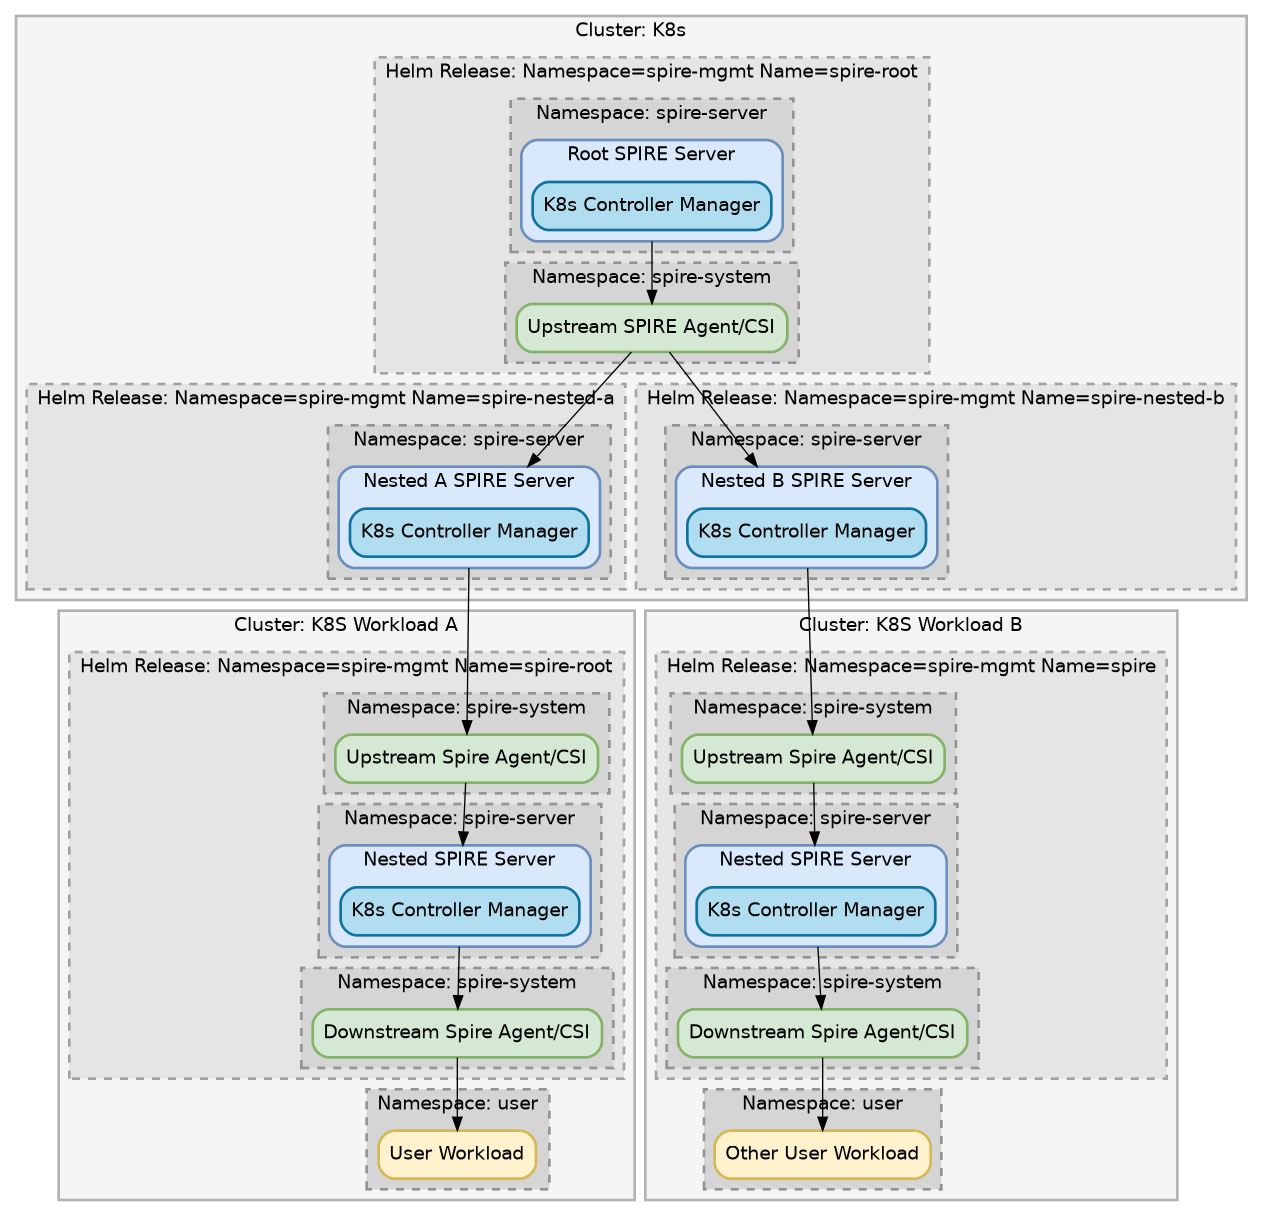 Cluster: K8s
Helm Release: Namespace=spire-mgmt Name=spire-root
Namespace: spire-server
Root SPIRE Server
K8s Controller Manager
Namespace: spire-system
Upstream SPIRE Agent/CSI
Helm Release: Namespace=spire-mgmt Name=spire-nested-a
Namespace: spire-server
Nested A SPIRE Server
K8s Controller Manager
Helm Release: Namespace=spire-mgmt Name=spire-nested-b
Namespace: spire-server
Nested B SPIRE Server
K8s Controller Manager
Cluster: K8S Workload A
Helm Release: Namespace=spire-mgmt Name=spire-root
Namespace: spire-system
Upstream Spire Agent/CSI
Namespace: spire-server
Nested SPIRE Server
K8s Controller Manager
Namespace: spire-system
Downstream Spire Agent/CSI
Namespace: user
User Workload
Cluster: K8S Workload B
Helm Release: Namespace=spire-mgmt Name=spire
Namespace: spire-system
Upstream Spire Agent/CSI
Namespace: spire-server
Nested SPIRE Server
K8s Controller Manager
Namespace: spire-system
Downstream Spire Agent/CSI
Namespace: user
Other User Workload